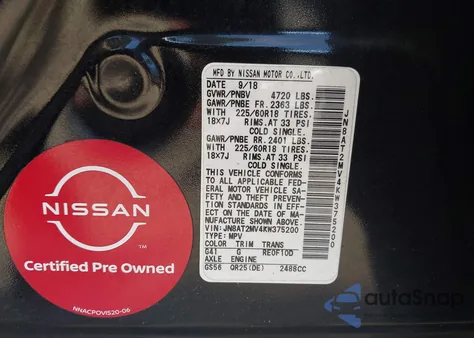 MFD BY NISSAN MOTOR CO.,LTD.
DATE 9/18
GVWR/PNBV 4720 LBS.
GAWR/PNBE FR. 2363 LBS.
WITH 225/60R18 TIRES,
18X7J RIMS.AT 33 PSI
COLD SINGLE.
GAWR/PNBE RR. 2401 LBS.
WITH 225/60R18 TIRES,
18X7J RIMS.AT 33 PSI
COLD SINGLE.
THIS VEHICLE CONFORMS
TO ALL APPLICABLE FED-
ERAL MOTOR VEHICLE SA-
FETY AND THEFT PREVEN-
TION STANDARDS IN EFF-
ECT ON THE DATE OF MA-
NUFACTURE SHOWN ABOVE.
VIN: JN8AT2MV4KW375200
TYPE: MPV
COLOR TRIM TRANS
G41 G RE0F10D
AXLE ENGINE
GS56 QR25(DE) 2488CC
JN8AT2MV4KW375200
NISSAN
Certified Pre Owned
NNACPOVIS20-06
autoSnap